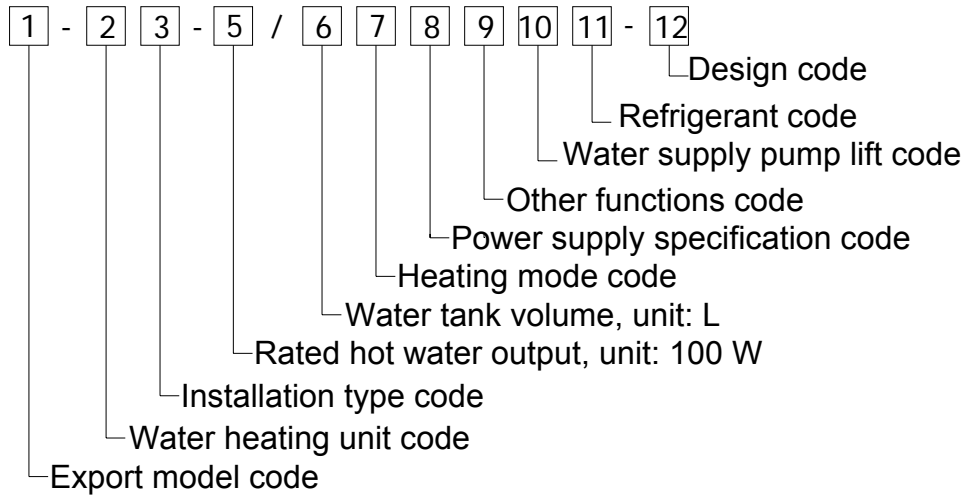 1 - 2 3 - 5 / 6 7 8 9 10 11 - 12
Design code
Refrigerant code
Water supply pump lift code
Other functions code
Power supply specification code
Heating mode code
Water tank volume, unit: L
Rated hot water output, unit: 100 W
Installation type code
Water heating unit code
Export model code